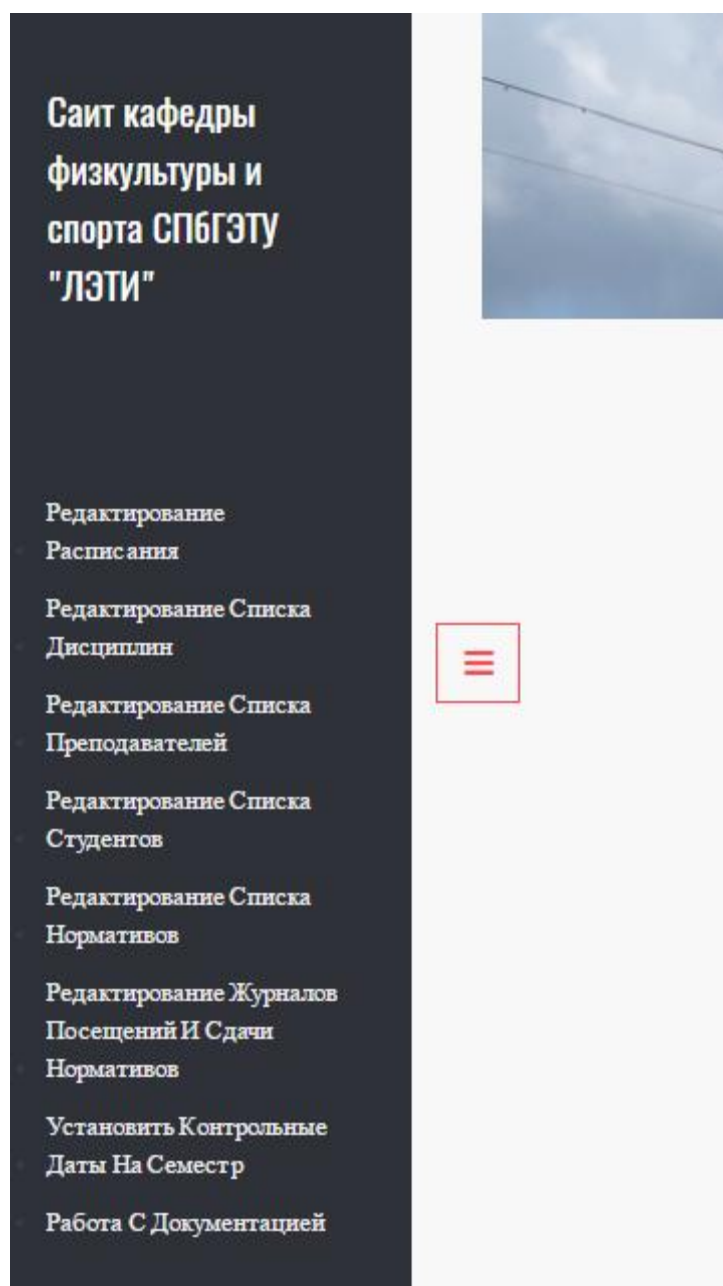 Саит кафедры
физкультуры и
спорта СПбГЭТУ
"ЛЭТИ"
Редактирование
Расписания
Редактирование Списка
Дисциплин
Редактирование Списка
Преподавателей
Редактирование Списка
Студентов
Редактирование Списка
Нормативов
Редактирование Журналов
Посещений И Сдачи
Нормативов
Установить Контрольные
Даты На Семестр
Работа С Документацией